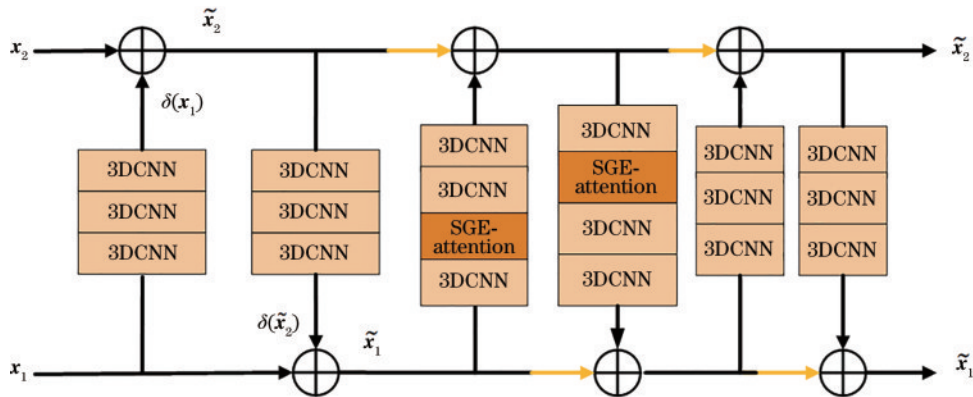 x₂
x̃₂
x̃₂
δ(x₁)
3DCNN
3DCNN
3DCNN
3DCNN
3DCNN
3DCNN
3DCNN
3DCNN
SGE-
attention
3DCNN
3DCNN
SGE-
attention
3DCNN
3DCNN
3DCNN
3DCNN
3DCNN
3DCNN
3DCNN
3DCNN
δ(x̃₂)
x̃₁
x₁
x̃₁